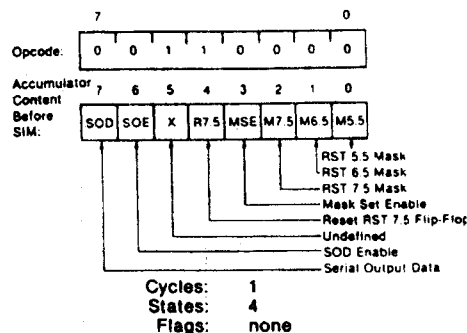 7 0
Opcode: 0 0 1 1 0 0 0 0
Accumulator 7 6 5 4 3 2 1 0
Content
Before
SIM: SOD SOE X R7.5 MSE M7.5 M6.5 M5.5
RST 5.5 Mask
RST 6.5 Mask
RST 7.5 Mask
Mask Set Enable
Reset RST 7.5 Flip-Flop
Undefined
SOD Enable
Serial Output Data
Cycles: 1
States: 4
Flags: none